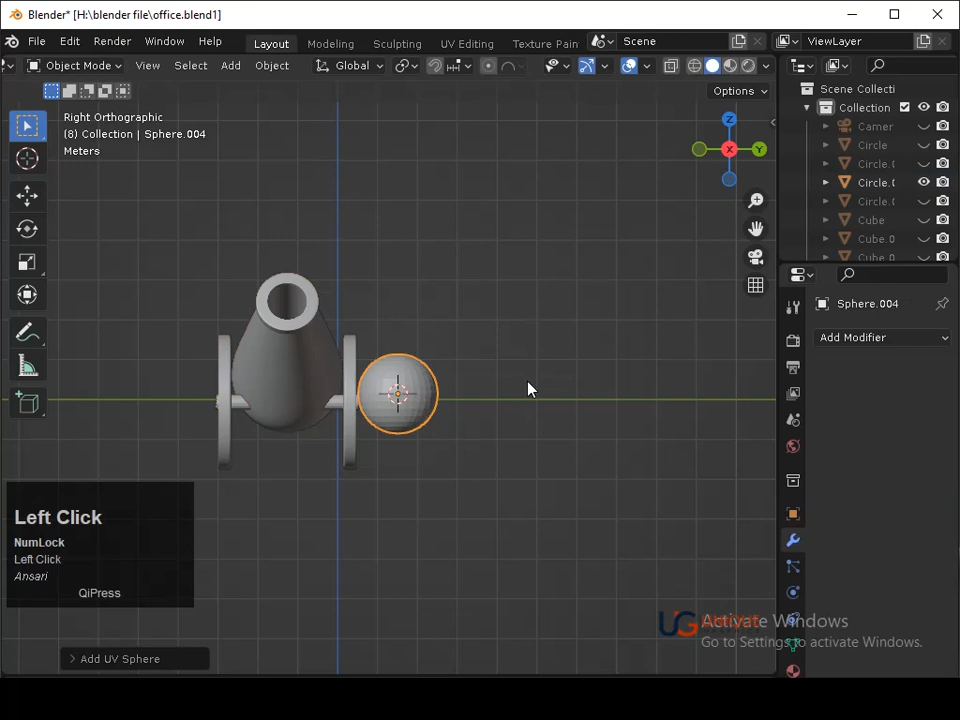 Blender* [H:\blender file\office.blend1]
File Edit Render Window Help Layout Modeling Sculpting UV Editing Texture Pain Scene ViewLayer
Object Mode View Select Add Object Global
Options
Right Orthographic
(8) Collection | Sphere.004
Meters
Z
X
Y
Scene Collecti
Collection
Camer
Circle
Circle.(
Circle.(
Circle.(
Cube
Cube.0
Cube.0
Sphere.004
Add Modifier
Left Click
NumLock
Left Click
Ansari
QiPress
Add UV Sphere
UG
Activate Windows
Go to Settings to activate Windows.